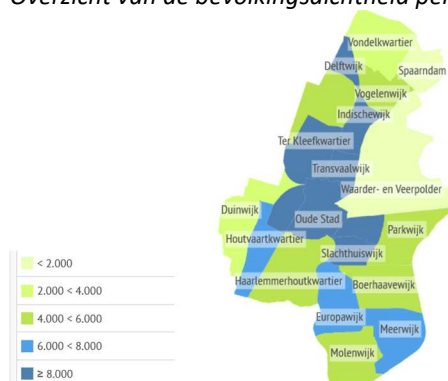 Overzicht van de bevolkingsdichtheid per
Vondelkwartier
Delftwijk
Spaarndam
Vogelenwijk
Indischewijk
Ter Kleefkwartier
Transvaalwijk
Waarder- en Veerpolder
Duinwijk
Oude Stad
Parkwijk
Houtvaartkwartier
Slachthuiswijk
Haarlemmerhoutkwartier
Boerhaavewijk
Europawijk
Meerwijk
Molenwijk
< 2.000
2.000 < 4.000
4.000 < 6.000
6.000 < 8.000
≥ 8.000